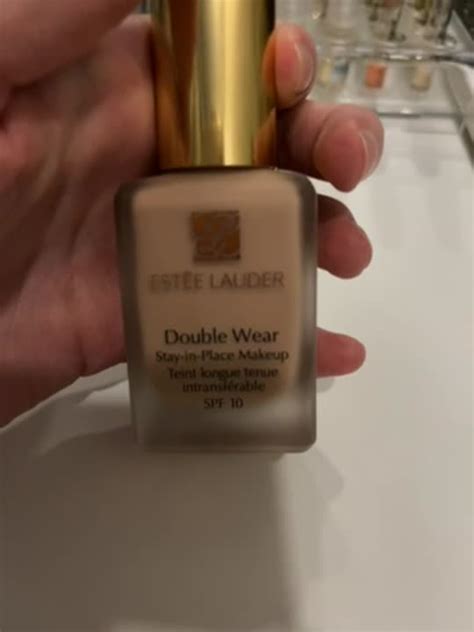 ESTĒE LAUDER
Double Wear
Stay-in-Place Makeup
Teint longue tenue
intransférable
SPF 10